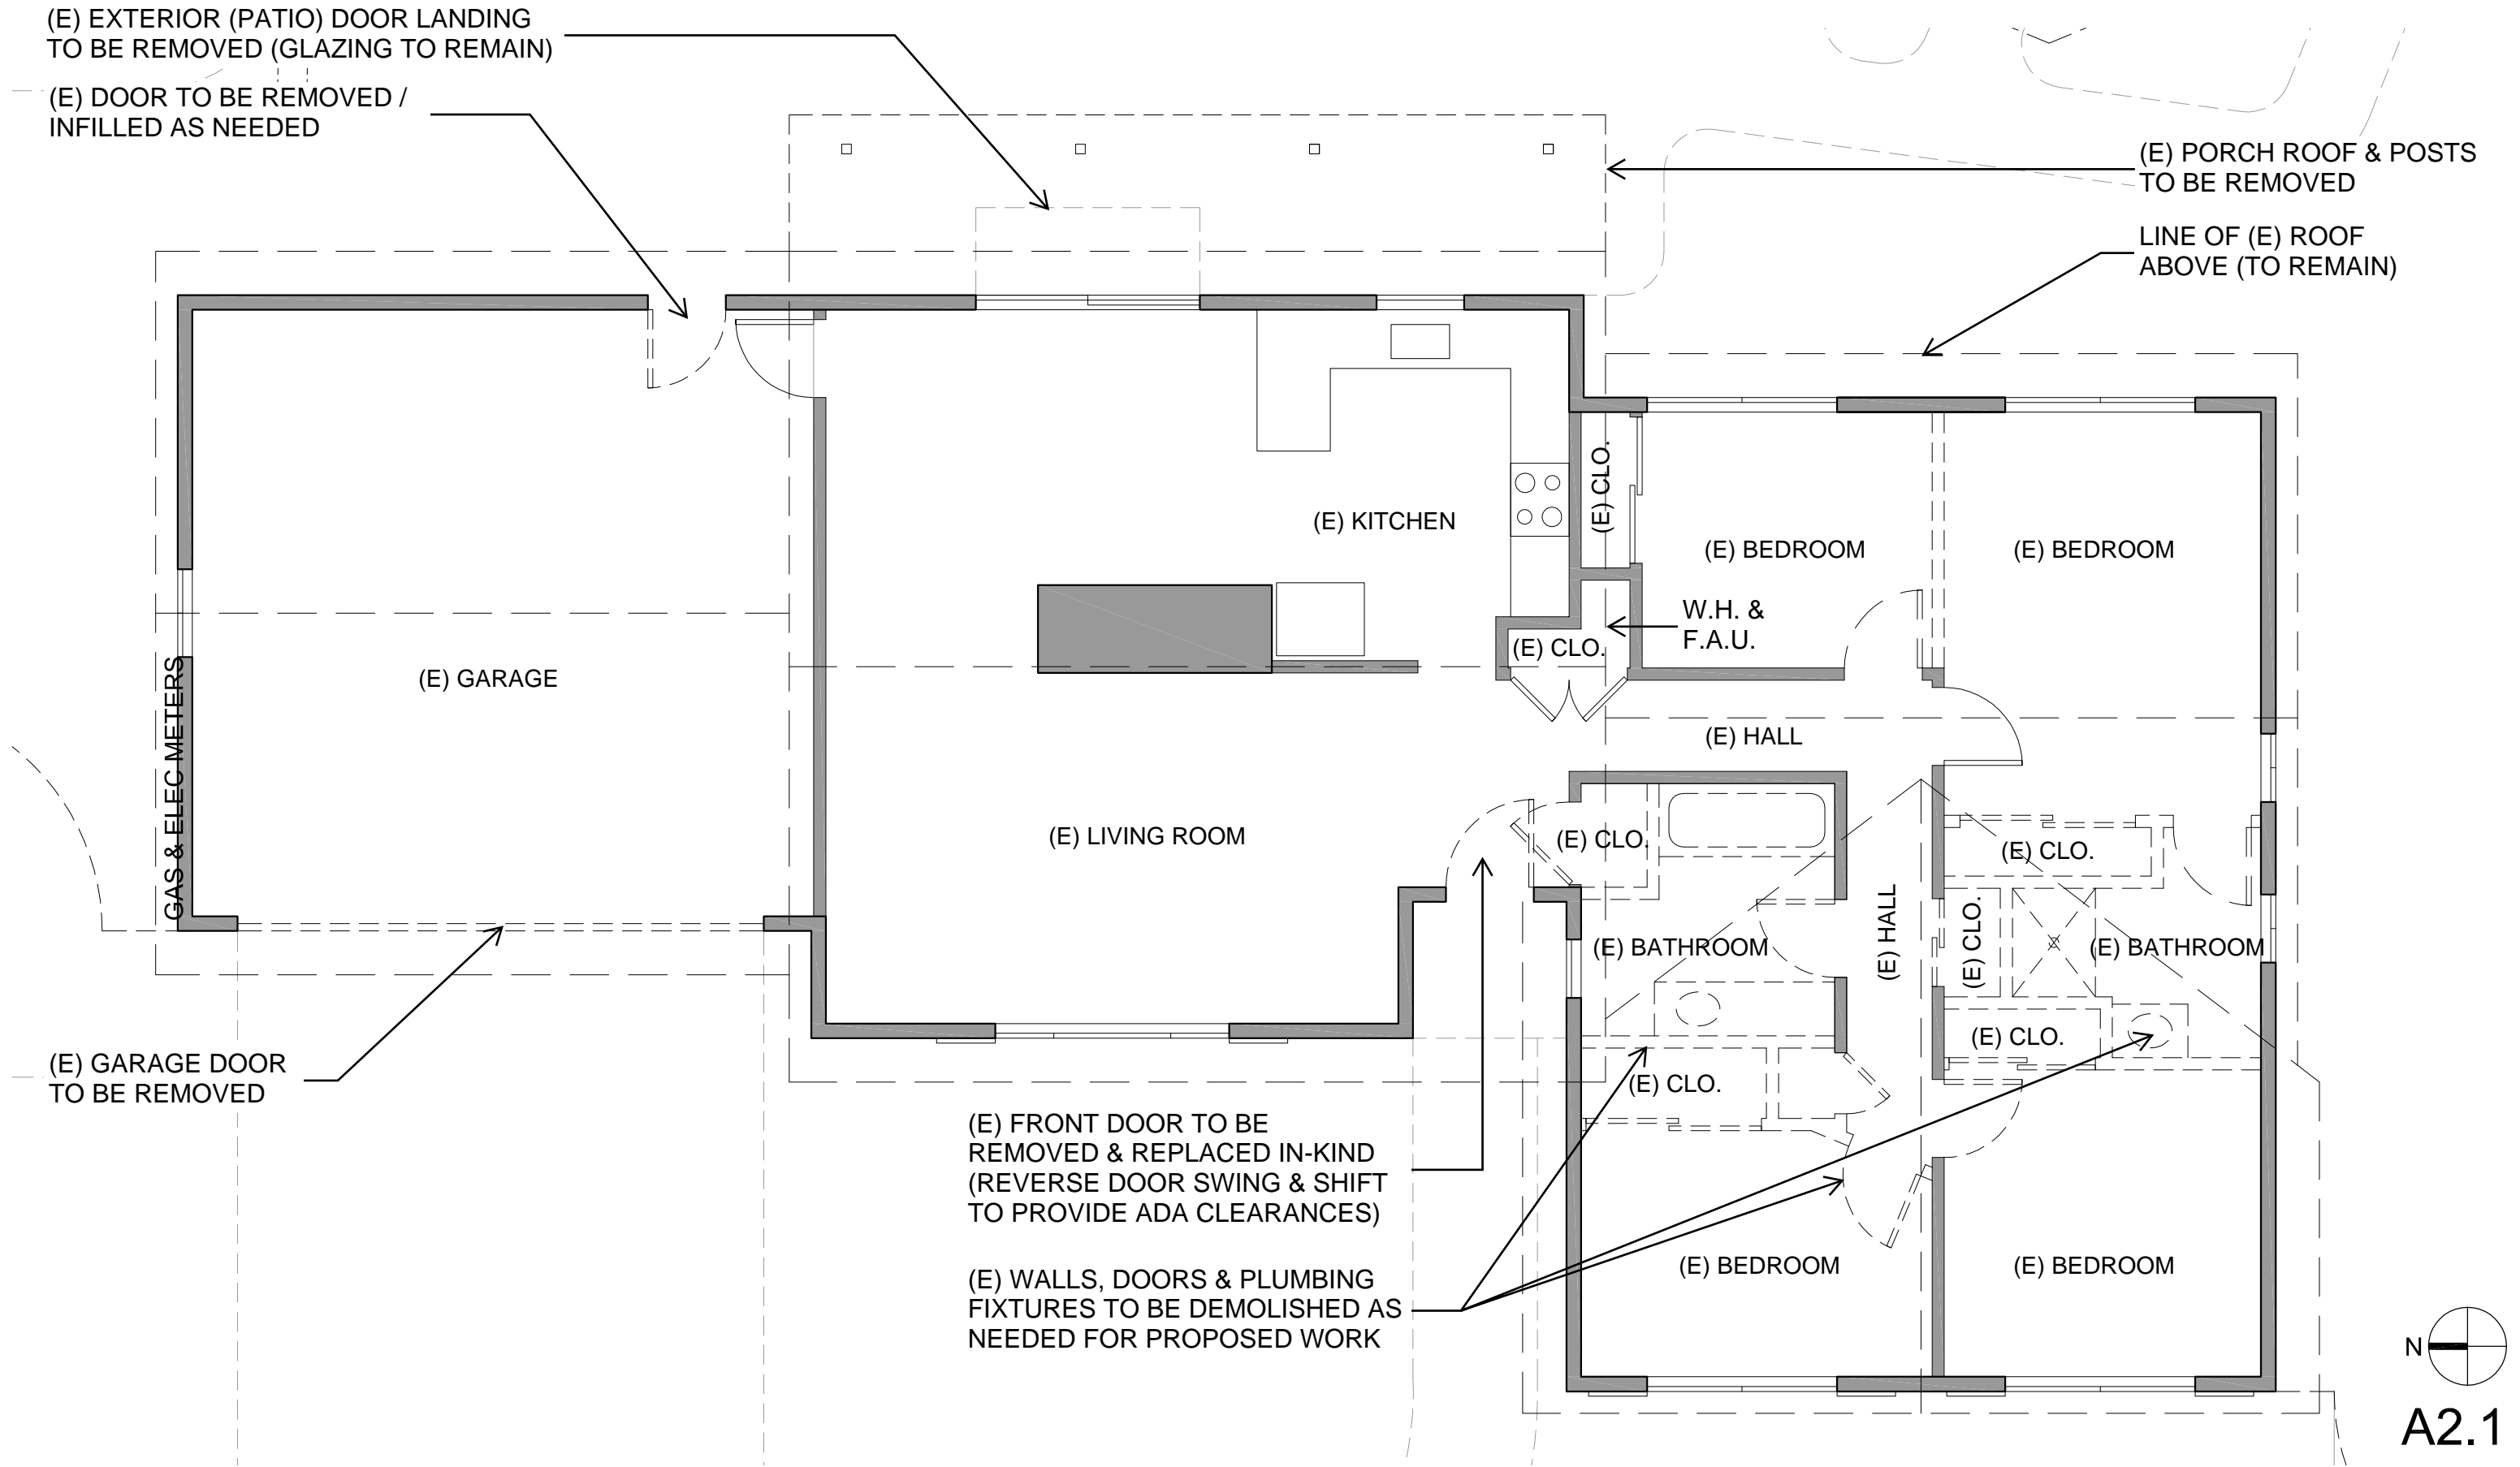 (E) EXTERIOR (PATIO) DOOR LANDING
TO BE REMOVED (GLAZING TO REMAIN)
(E) DOOR TO BE REMOVED /
INFILLED AS NEEDED
(E) PORCH ROOF & POSTS
TO BE REMOVED
LINE OF (E) ROOF
ABOVE (TO REMAIN)
(E) CLO.
(E) KITCHEN
(E) BEDROOM
(E) BEDROOM
W.H. &
F.A.U.
(E) CLO.
(E) GARAGE
GAS & ELEC METERS
(E) HALL
(E) LIVING ROOM
(E) CLO.
(E) CLO.
(E) HALL
(E) CLO.
(E) BATHROOM
(E) BATHROOM
(E) CLO.
(E) GARAGE DOOR
TO BE REMOVED
(E) CLO.
(E) FRONT DOOR TO BE
REMOVED & REPLACED IN-KIND
(REVERSE DOOR SWING & SHIFT
TO PROVIDE ADA CLEARANCES)
(E) BEDROOM
(E) BEDROOM
(E) WALLS, DOORS & PLUMBING
FIXTURES TO BE DEMOLISHED AS
NEEDED FOR PROPOSED WORK
N
A2.1